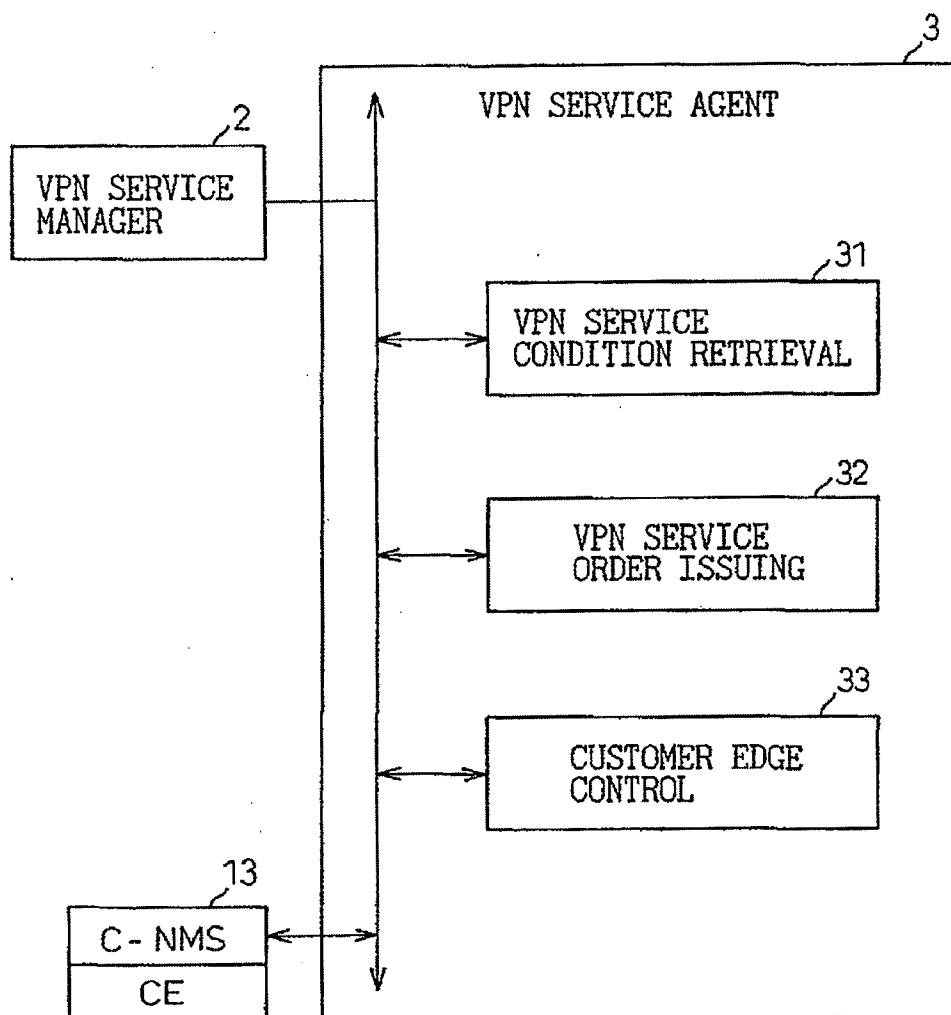 3
VPN SERVICE AGENT
2
VPN SERVICE
MANAGER
31
VPN SERVICE
CONDITION RETRIEVAL
32
VPN SERVICE
ORDER ISSUING
33
CUSTOMER EDGE
CONTROL
13
C - NMS
CE